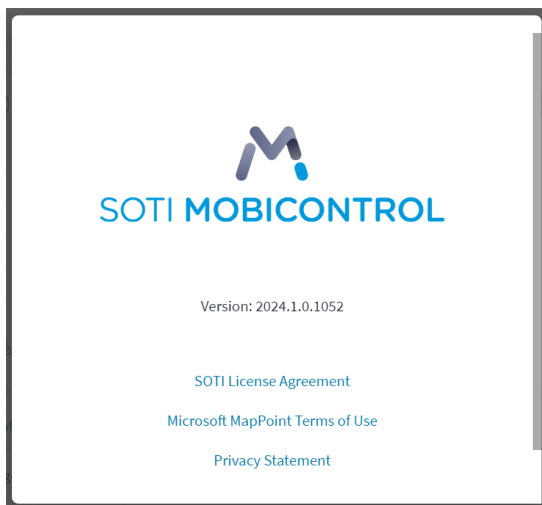 SOTI MOBICONTROL
Version: 2024.1.0.1052
SOTI License Agreement
Microsoft MapPoint Terms of Use
Privacy Statement